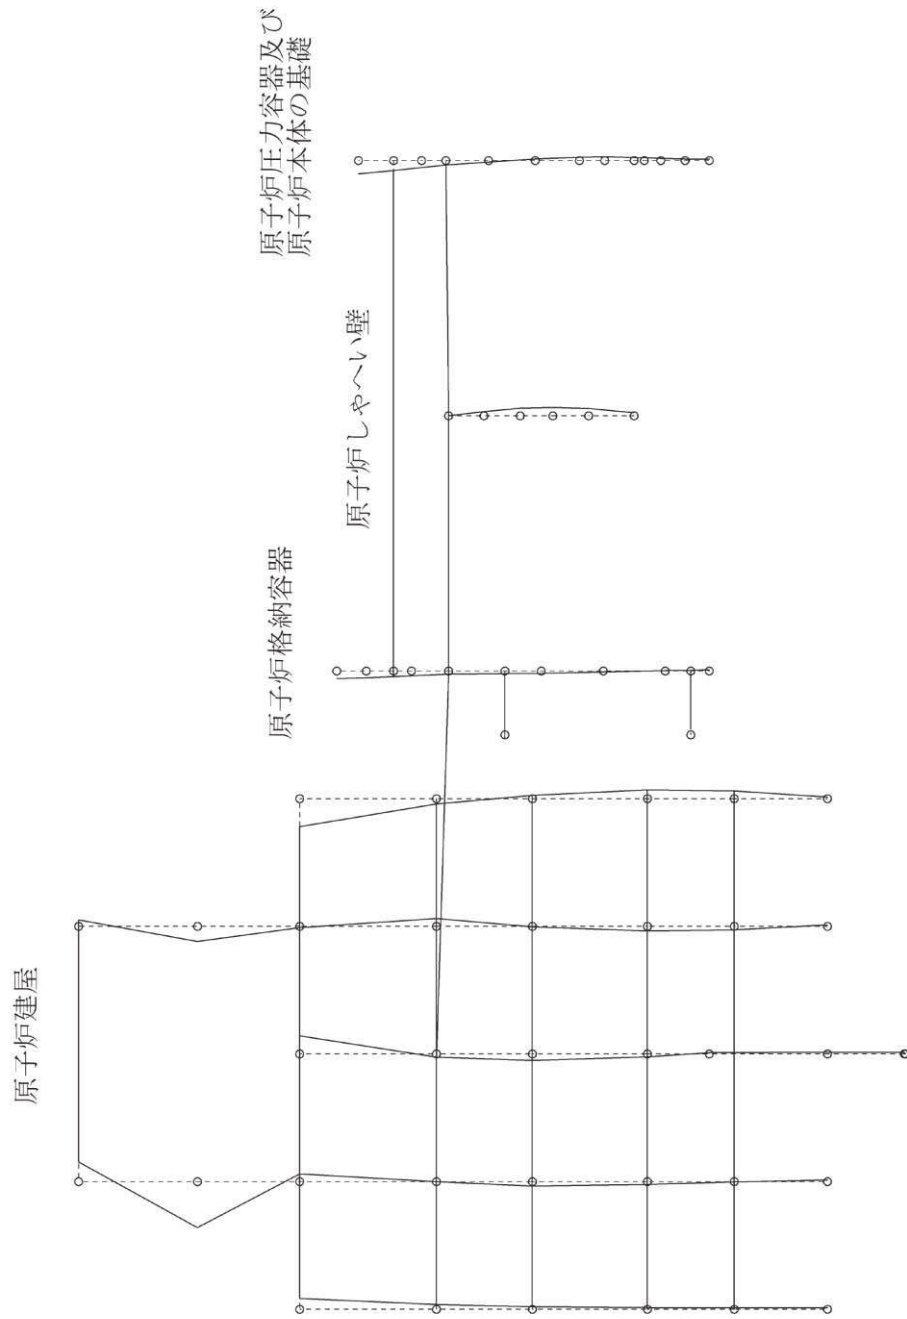 原子炉建屋
原子炉格納容器
原子炉しゃへい壁
原子炉圧力容器及び
原子炉本体の基礎